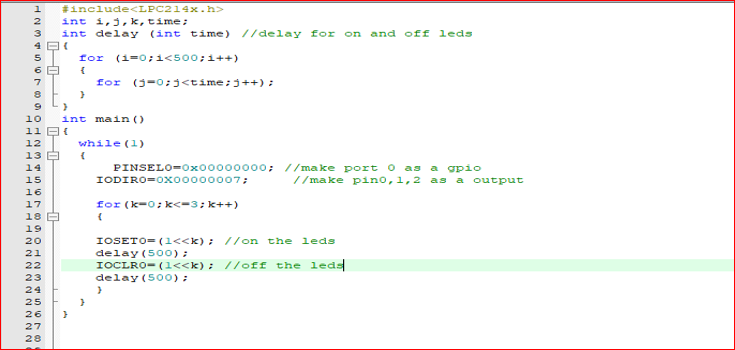 1 #include<LPC214x.h>
2 int i,j,k,time;
3 int delay (int time) //delay for on and off leds
4 {
5 for (i=0;i<500;i++)
6 {
7 for (j=0;j<time;j++);
8 }
9 }
10 int main()
11 {
12 while(1)
13 {
14 PINSEL0=0x00000000; //make port 0 as a gpio
15 IODIR0=0X00000007; //make pin0,1,2 as a output
16
17 for(k=0;k<=3;k++)
18 {
19
20 IOSET0=(1<<k); //on the leds
21 delay(500);
22 IOCLR0=(1<<k); //off the leds
23 delay(500);
24 }
25 }
26 }
27
28